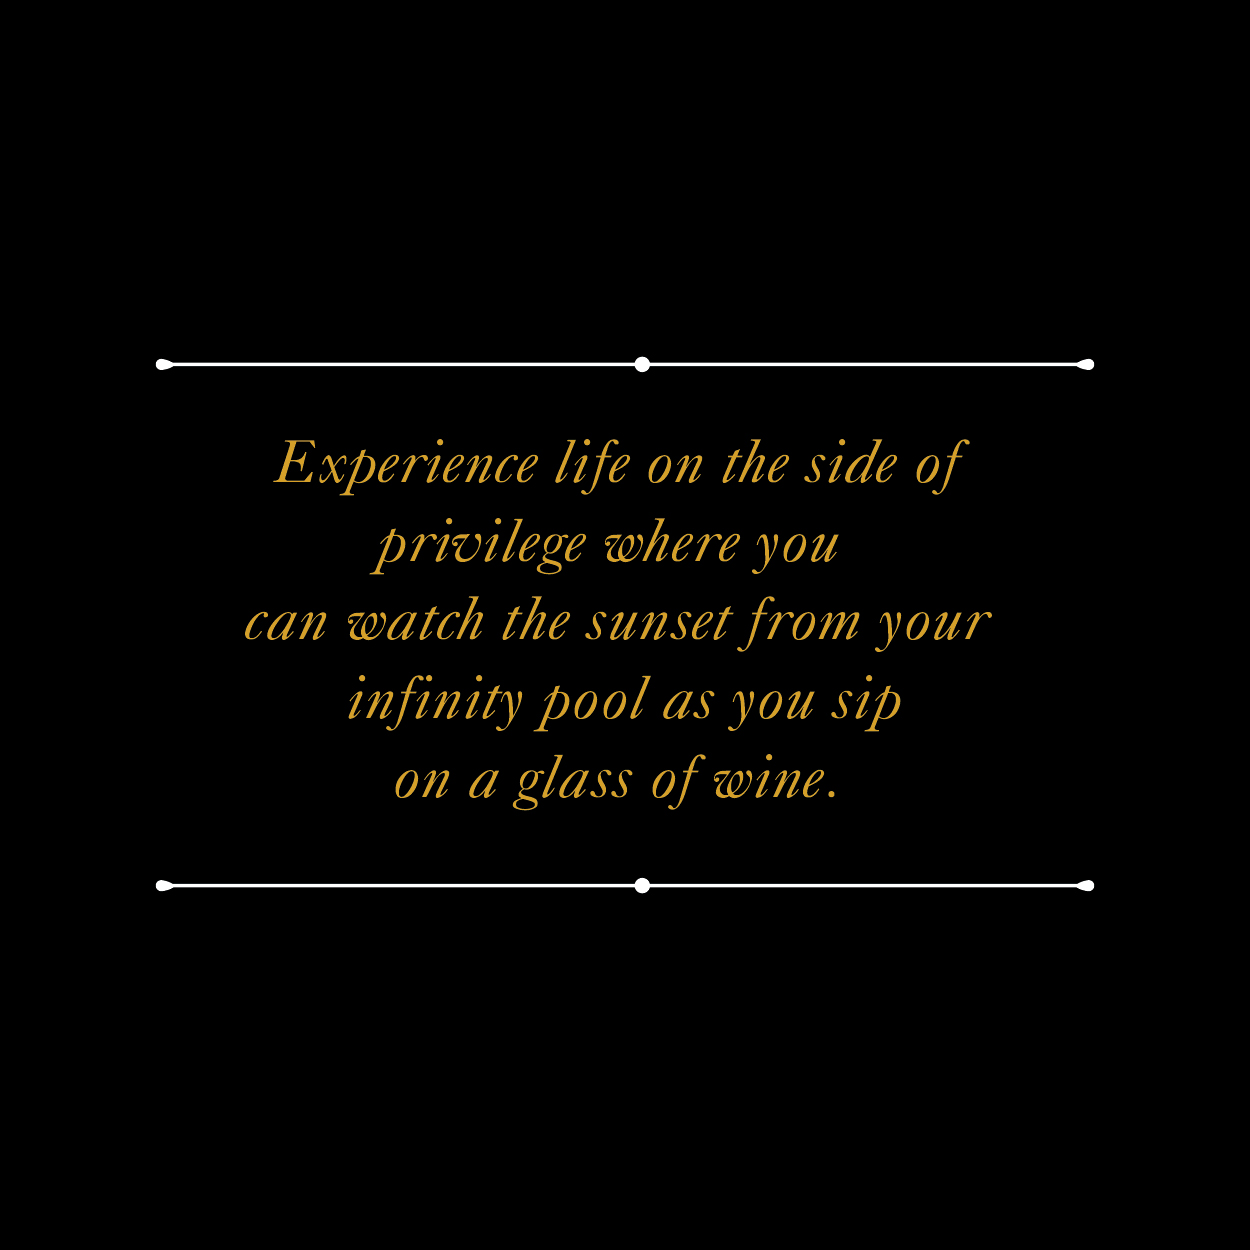 Experience life on the side of
privilege where you
can watch the sunset from your
infinity pool as you sip
on a glass of wine.